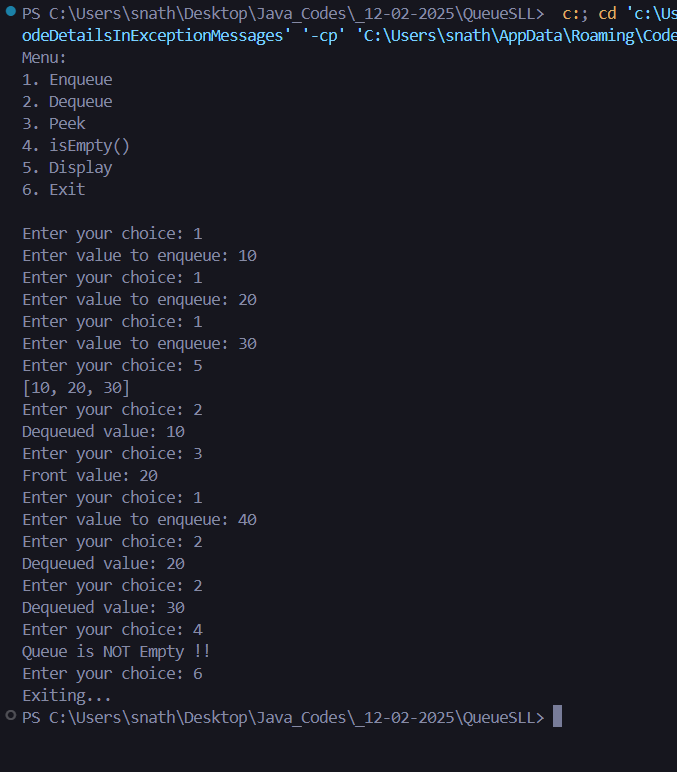 PS C:\Users\snath\Desktop\Java_Codes\_12-02-2025\QueueSLL>  c:; cd 'c:\Us
odeDetailsInExceptionMessages' '-cp' 'C:\Users\snath\AppData\Roaming\Code
Menu:
1. Enqueue
2. Dequeue
3. Peek
4. isEmpty()
5. Display
6. Exit
Enter your choice: 1
Enter value to enqueue: 10
Enter your choice: 1
Enter value to enqueue: 20
Enter your choice: 1
Enter value to enqueue: 30
Enter your choice: 5
[10, 20, 30]
Enter your choice: 2
Dequeued value: 10
Enter your choice: 3
Front value: 20
Enter your choice: 1
Enter value to enqueue: 40
Enter your choice: 2
Dequeued value: 20
Enter your choice: 2
Dequeued value: 30
Enter your choice: 4
Queue is NOT Empty !!
Enter your choice: 6
Exiting...
PS C:\Users\snath\Desktop\Java_Codes\_12-02-2025\QueueSLL>